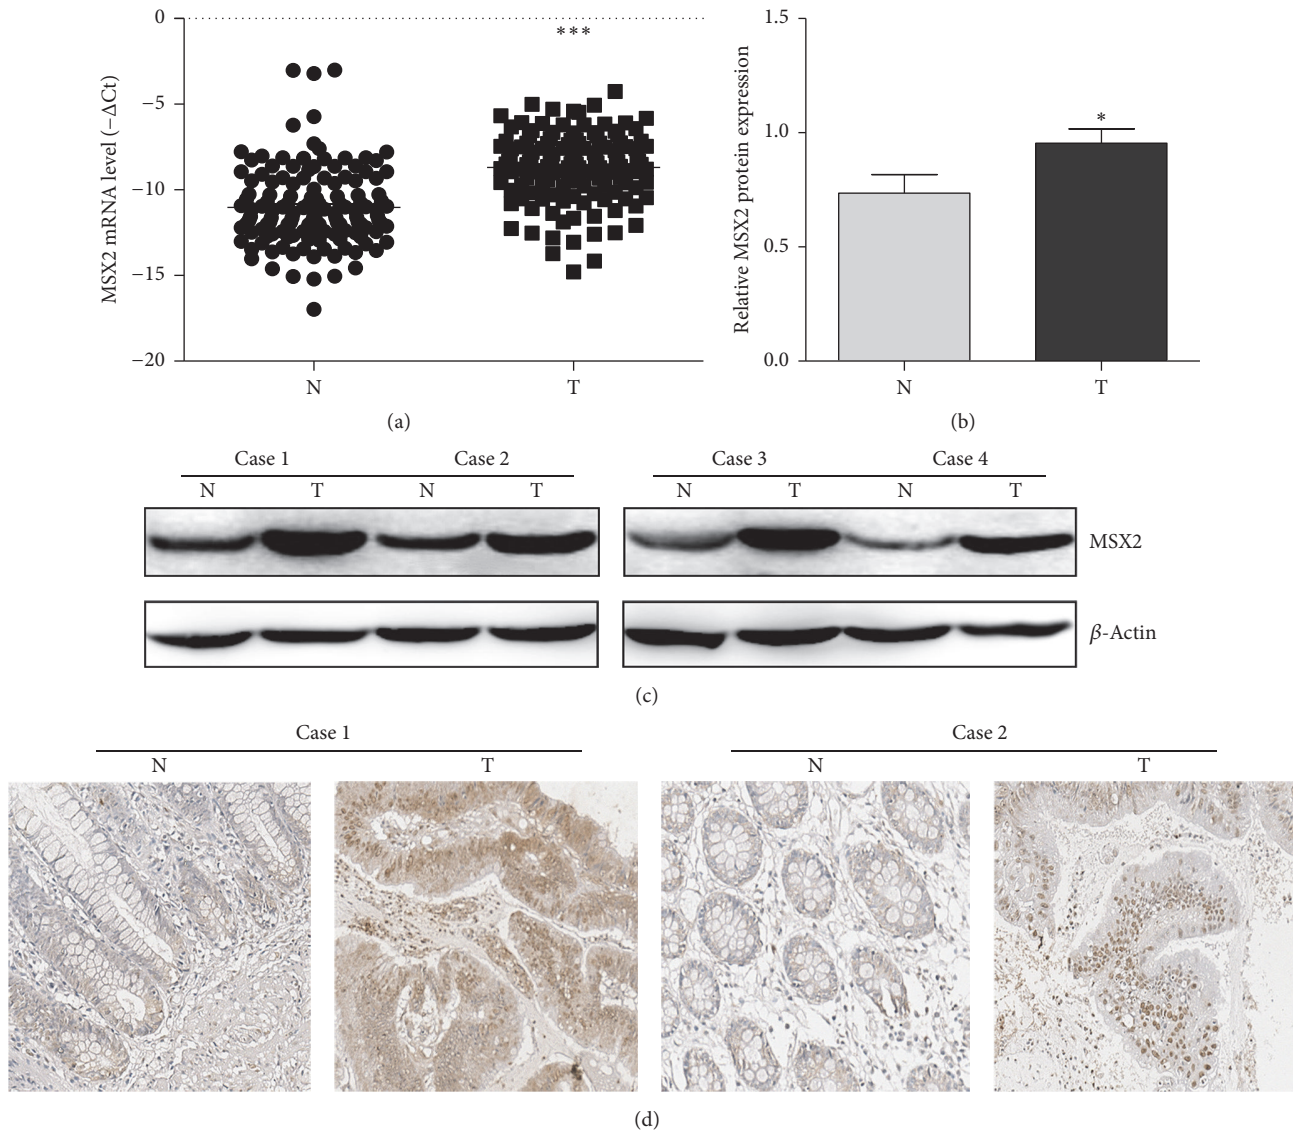 MSX2 mRNA level (−ΔCt)
0
−5
−10
−15
−20
***
N T
(a)
Relative MSX2 protein expression
1.5
1.0
0.5
0.0
*
N T
(b)
Case 1 Case 2 Case 3 Case 4
N T N T N T N T
MSX2
β-Actin
(c)
Case 1 Case 2
N T N T
(d)